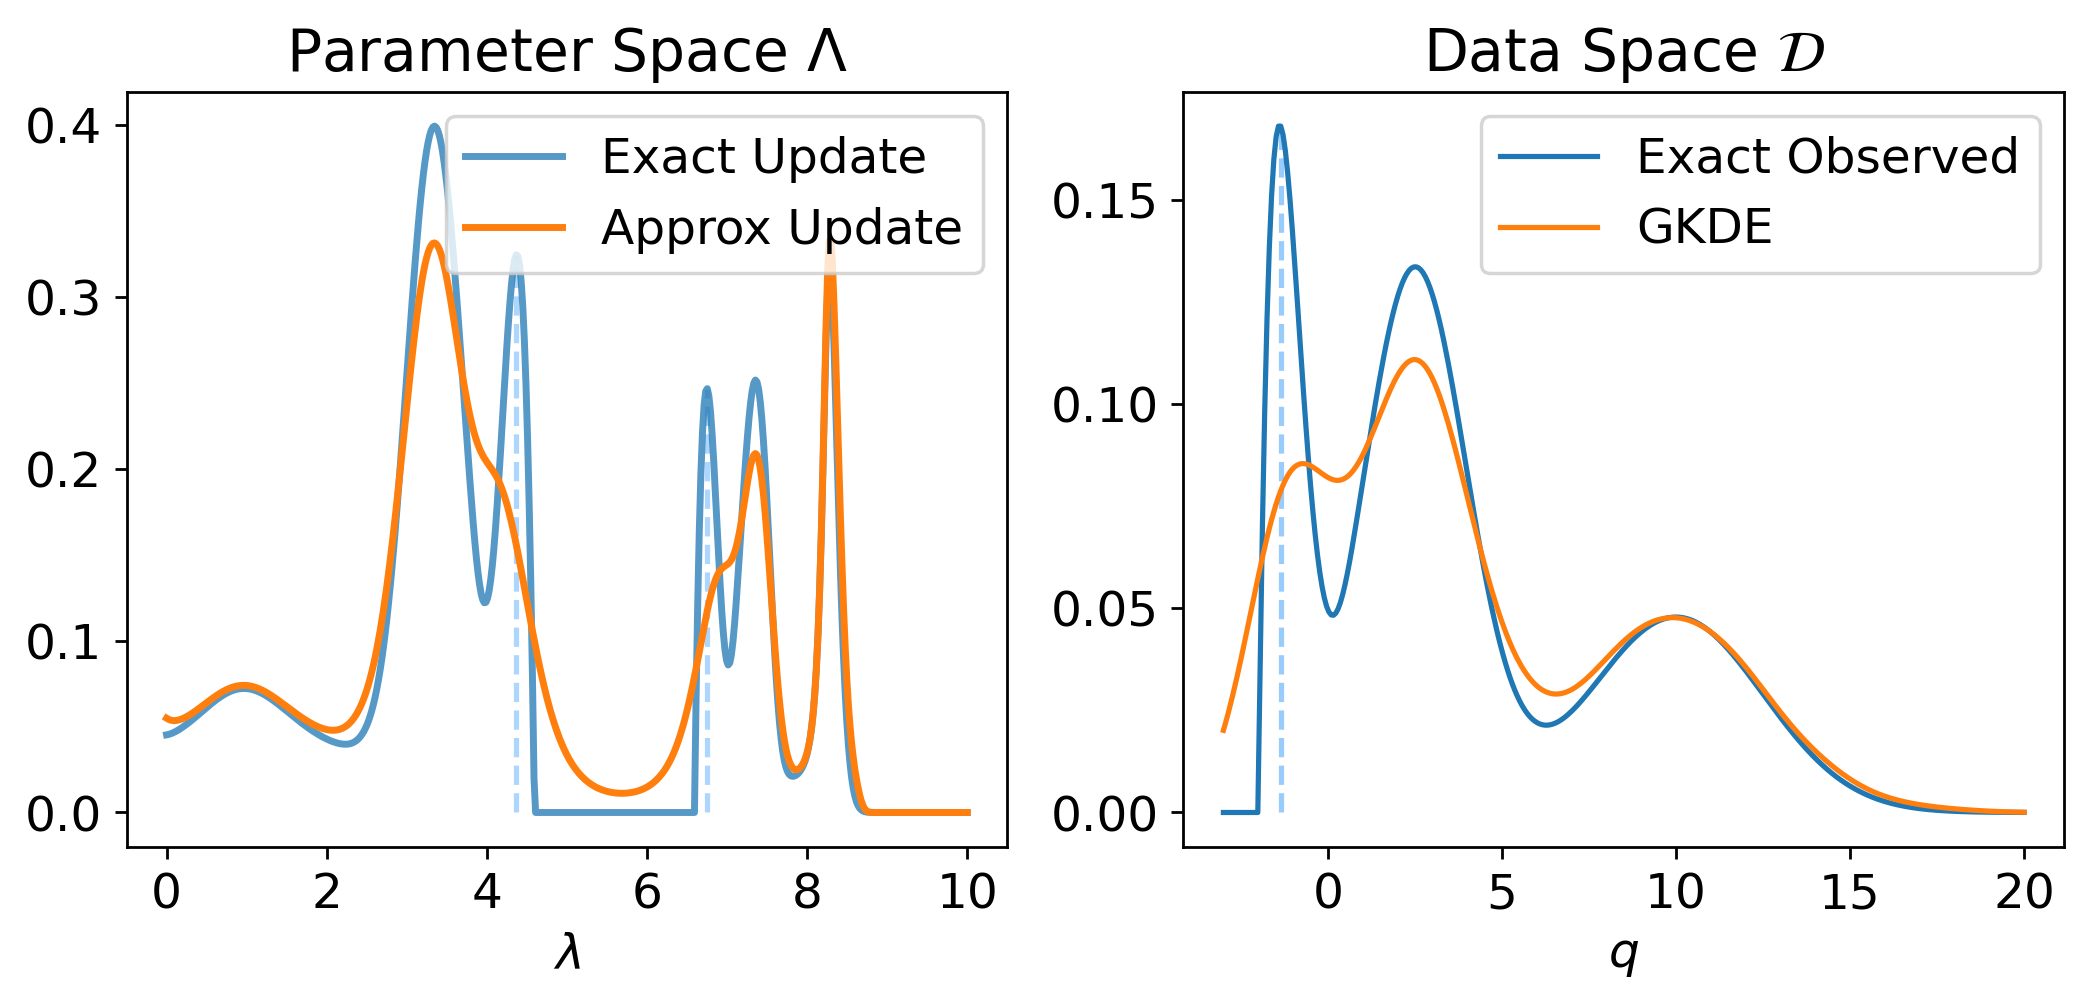 Parameter Space Λ
0.4
0.3
0.2
0.1
0.0
0 2 4 6 8 10
λ
Exact Update
Approx Update
Data Space 𝒟
0.15
0.10
0.05
0.00
0 5 10 15 20
q
Exact Observed
GKDE